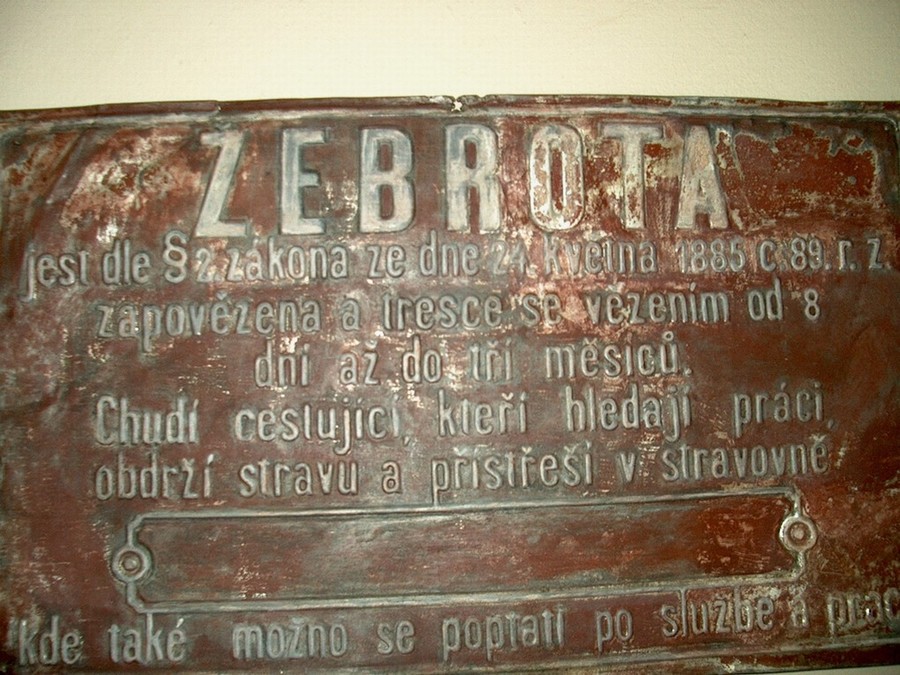 ZEBROTA
jest dle § 2. zákona ze dne 24. května 1885 č. 89. r. z.
zapovězena a tresce se vězením od 8
dní až do tří měsíců.
Chudí cestující, kteří hledají práci,
obdrží stravu a přístřeší v stravovně
kde také možno se poptati po službě a prác